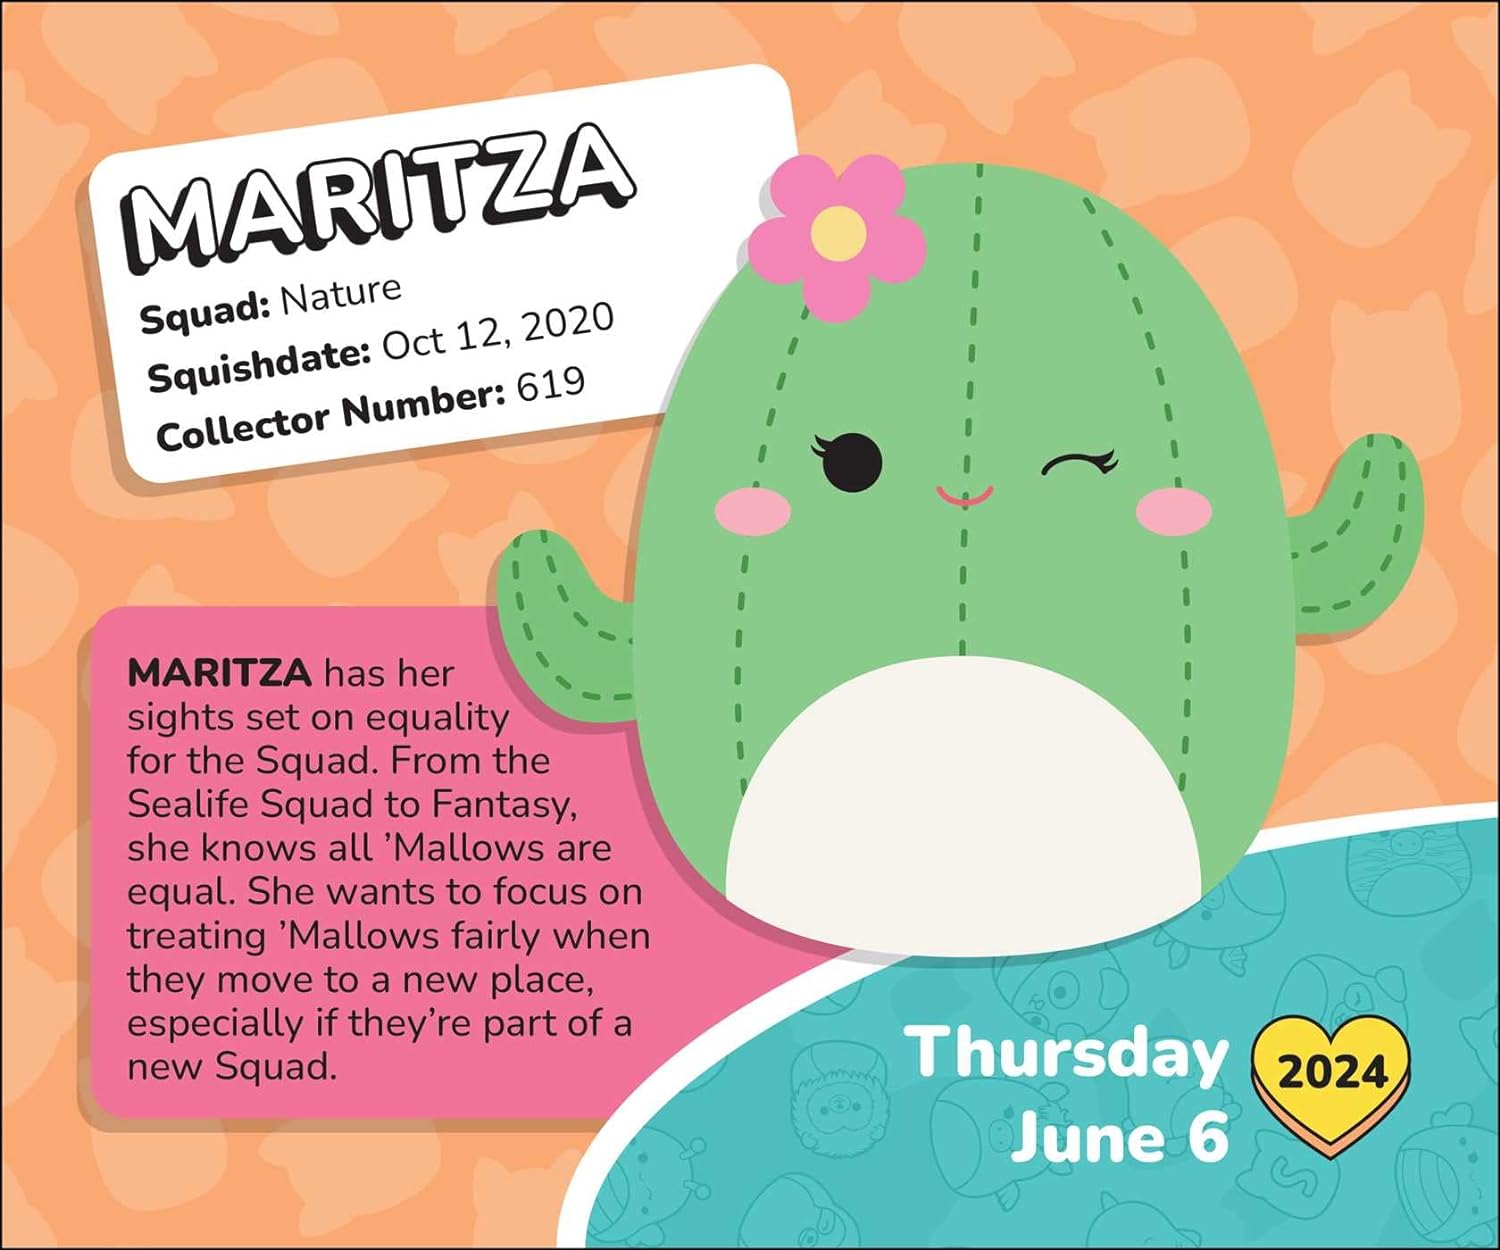 MARITZA
Squad: Nature
Squishdate: Oct 12, 2020
Collector Number: 619
MARITZA has her
sights set on equality
for the Squad. From the
Sealife Squad to Fantasy,
she knows all ’Mallows are
equal. She wants to focus on
treating ’Mallows fairly when
they move to a new place,
especially if they’re part of a
new Squad.
Thursday
June 6
2024
S